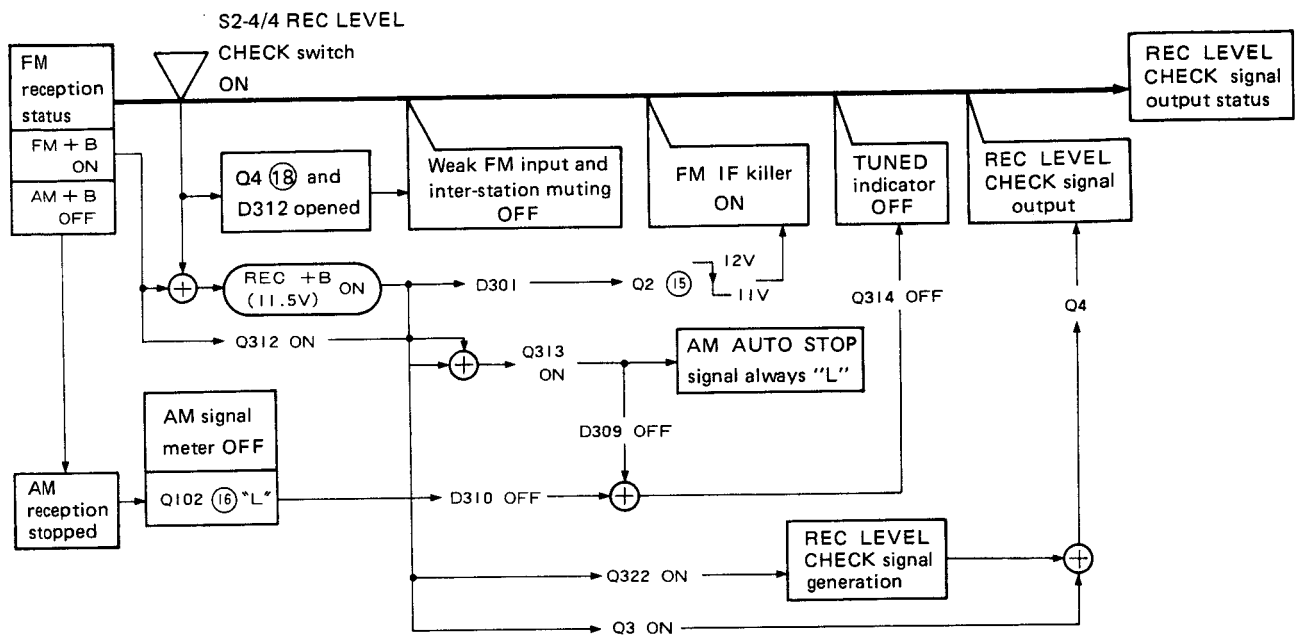 S2-4/4 REC LEVEL
CHECK switch
ON
FM
reception
status
FM + B
ON
AM + B
OFF
REC LEVEL
CHECK signal
output status
Q4 (18) and
D312 opened
Weak FM input and
inter-station muting
OFF
FM IF killer
ON
TUNED
indicator
OFF
REC LEVEL
CHECK signal
output
+
REC +B
(11.5V)
ON
D301
Q2 (15)
12V
11V
Q314 OFF
Q4
Q312 ON
+
Q313
ON
AM AUTO STOP
signal always "L"
D309 OFF
AM signal
meter OFF
Q102 (16) "L"
AM
reception
stopped
D310 OFF
+
Q322 ON
REC LEVEL
CHECK signal
generation
+
Q3 ON